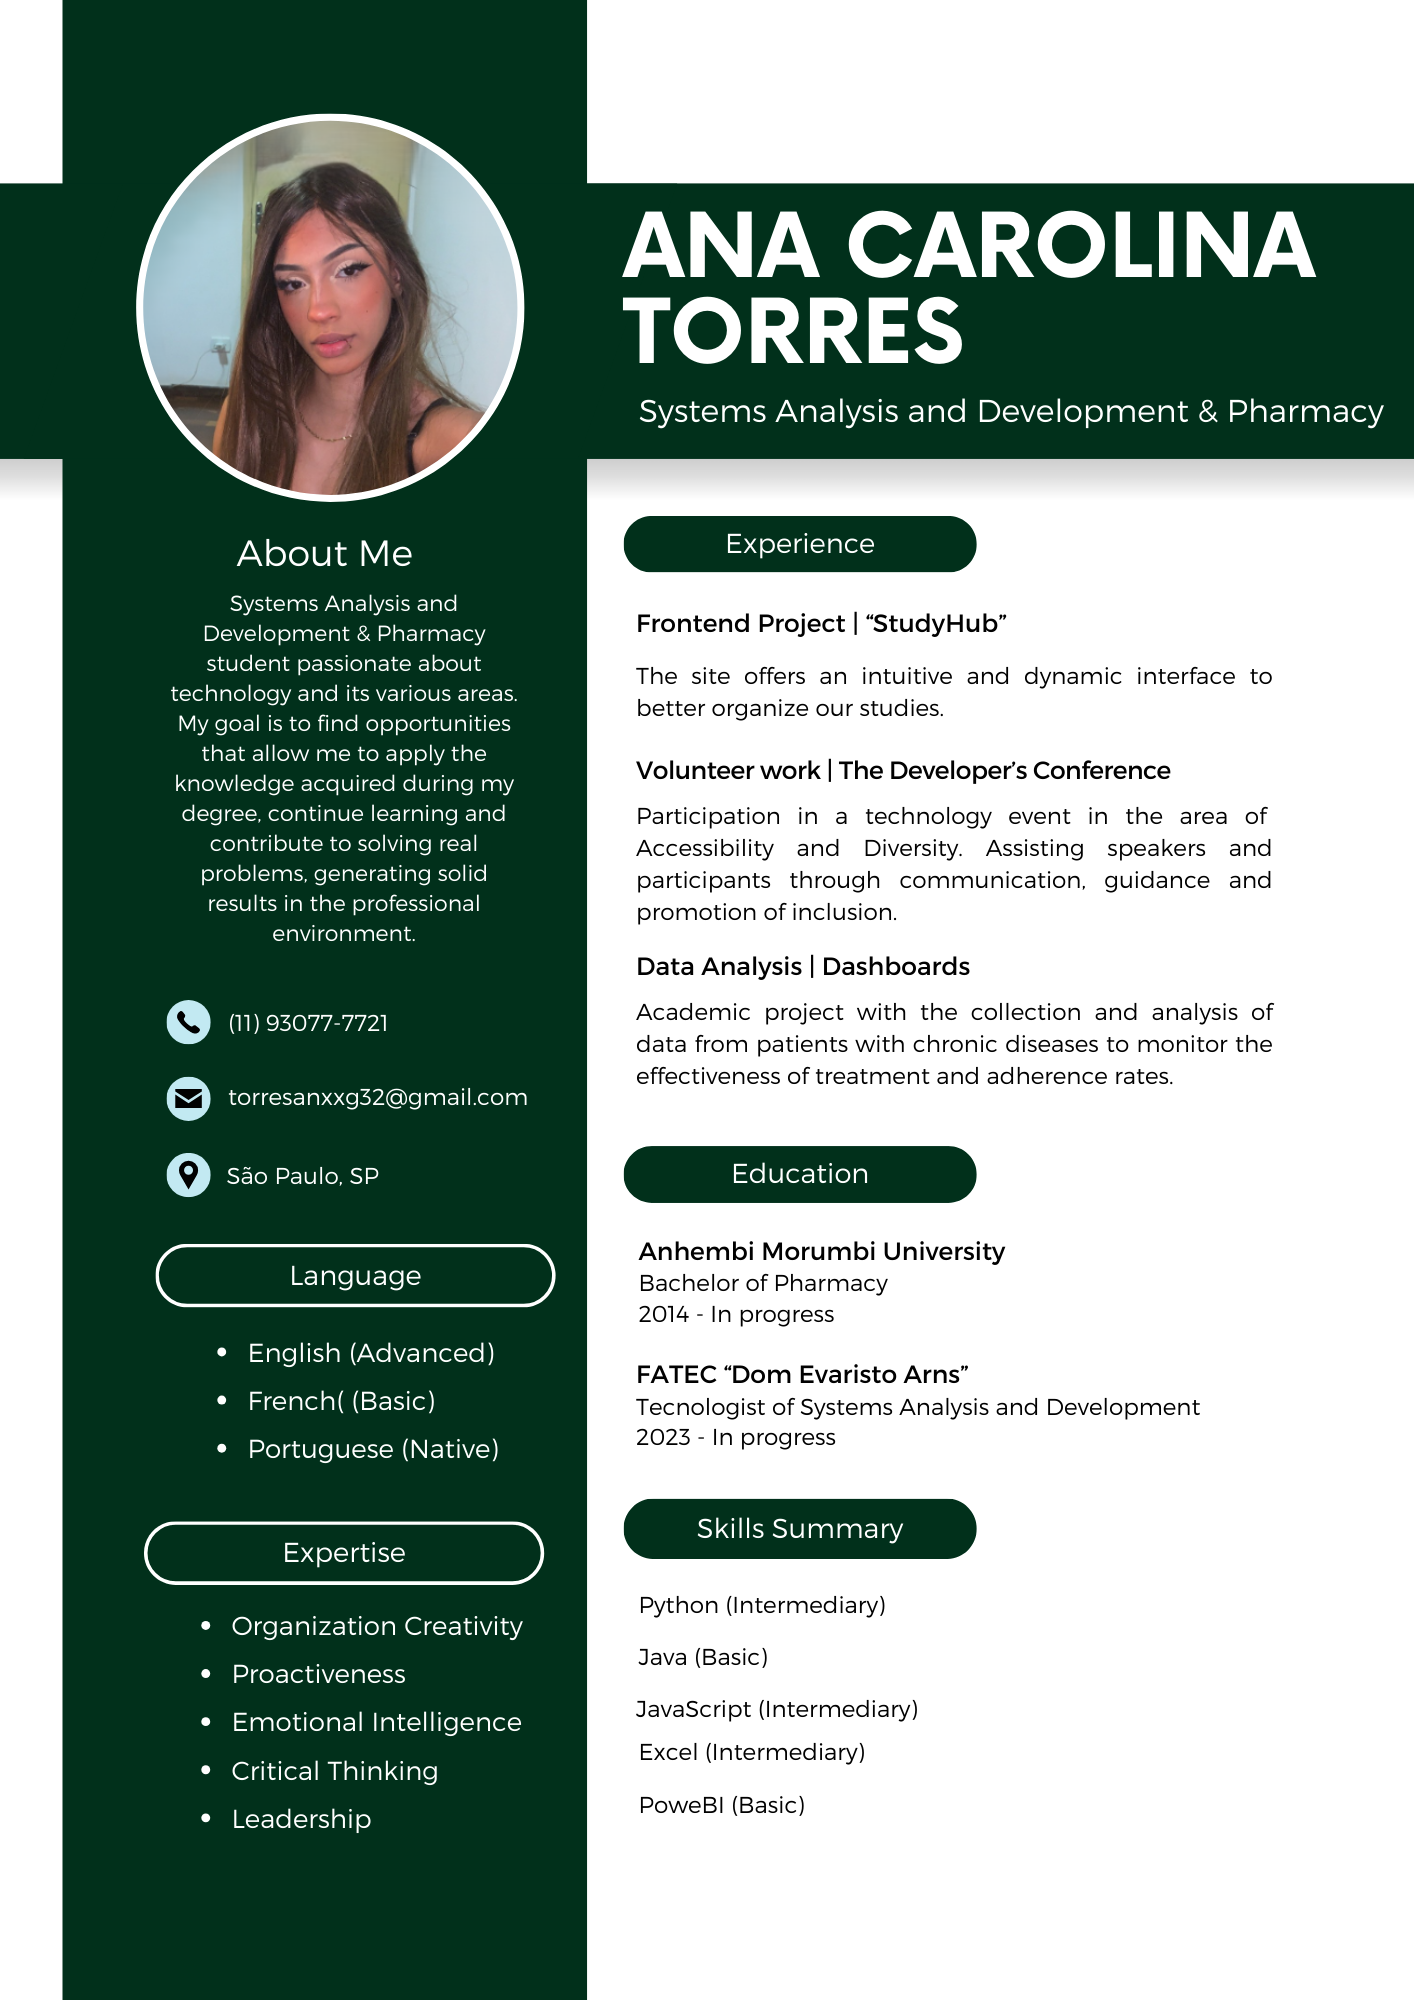 ANA CAROLINA
TORRES
Systems Analysis and Development & Pharmacy
About Me
Systems Analysis and
Development & Pharmacy
student passionate about
technology and its various areas.
My goal is to find opportunities
that allow me to apply the
knowledge acquired during my
degree, continue learning and
contribute to solving real
problems, generating solid
results in the professional
environment.
(11) 93077-7721
torresanxxg32@gmail.com
São Paulo, SP
Language
• English (Advanced)
• French( (Basic)
• Portuguese (Native)
Expertise
• Organization Creativity
• Proactiveness
• Emotional Intelligence
• Critical Thinking
• Leadership
Experience
Frontend Project | “StudyHub”
The site offers an intuitive and dynamic interface to
better organize our studies.
Volunteer work | The Developer’s Conference
Participation in a technology event in the area of
Accessibility and Diversity. Assisting speakers and
participants through communication, guidance and
promotion of inclusion.
Data Analysis | Dashboards
Academic project with the collection and analysis of
data from patients with chronic diseases to monitor the
effectiveness of treatment and adherence rates.
Education
Anhembi Morumbi University
Bachelor of Pharmacy
2014 - In progress
FATEC “Dom Evaristo Arns”
Tecnologist of Systems Analysis and Development
2023 - In progress
Skills Summary
Python (Intermediary)
Java (Basic)
JavaScript (Intermediary)
Excel (Intermediary)
PoweBI (Basic)